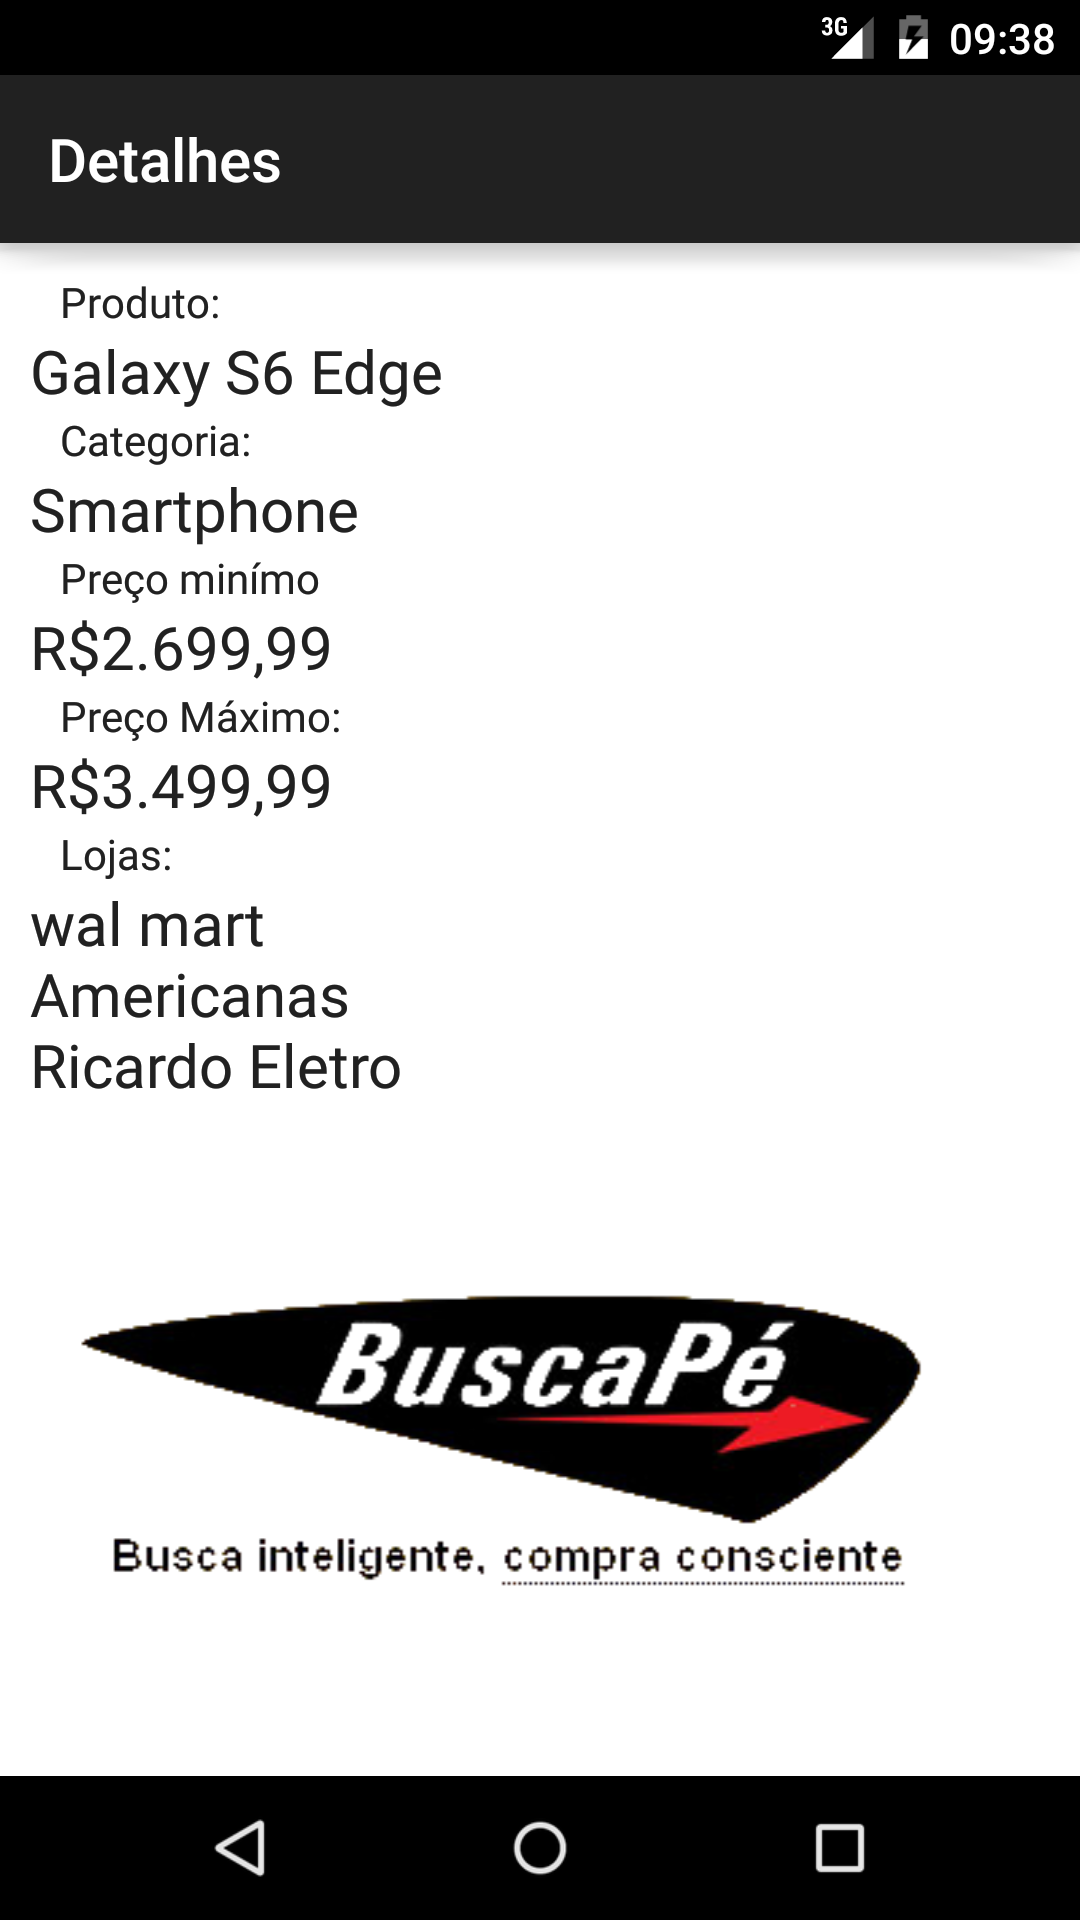 3G 09:38
Detalhes
Produto:
Galaxy S6 Edge
Categoria:
Smartphone
Preço minímo
R$2.699,99
Preço Máximo:
R$3.499,99
Lojas:
wal mart
Americanas
Ricardo Eletro
BuscaPé
Busca inteligente, compra consciente